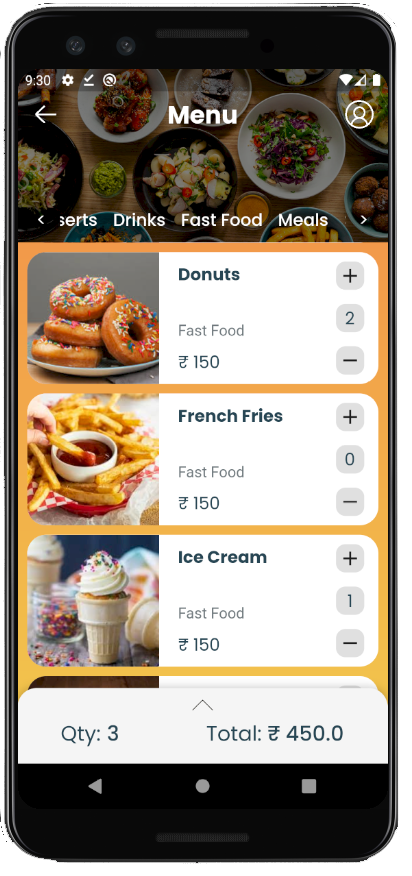 9:30
Menu
‹ serts Drinks Fast Food Meals ›
Donuts
+
2
Fast Food
₹ 150
−
French Fries
+
0
Fast Food
₹ 150
−
Ice Cream
+
1
Fast Food
₹ 150
−
Qty: 3 Total: ₹ 450.0